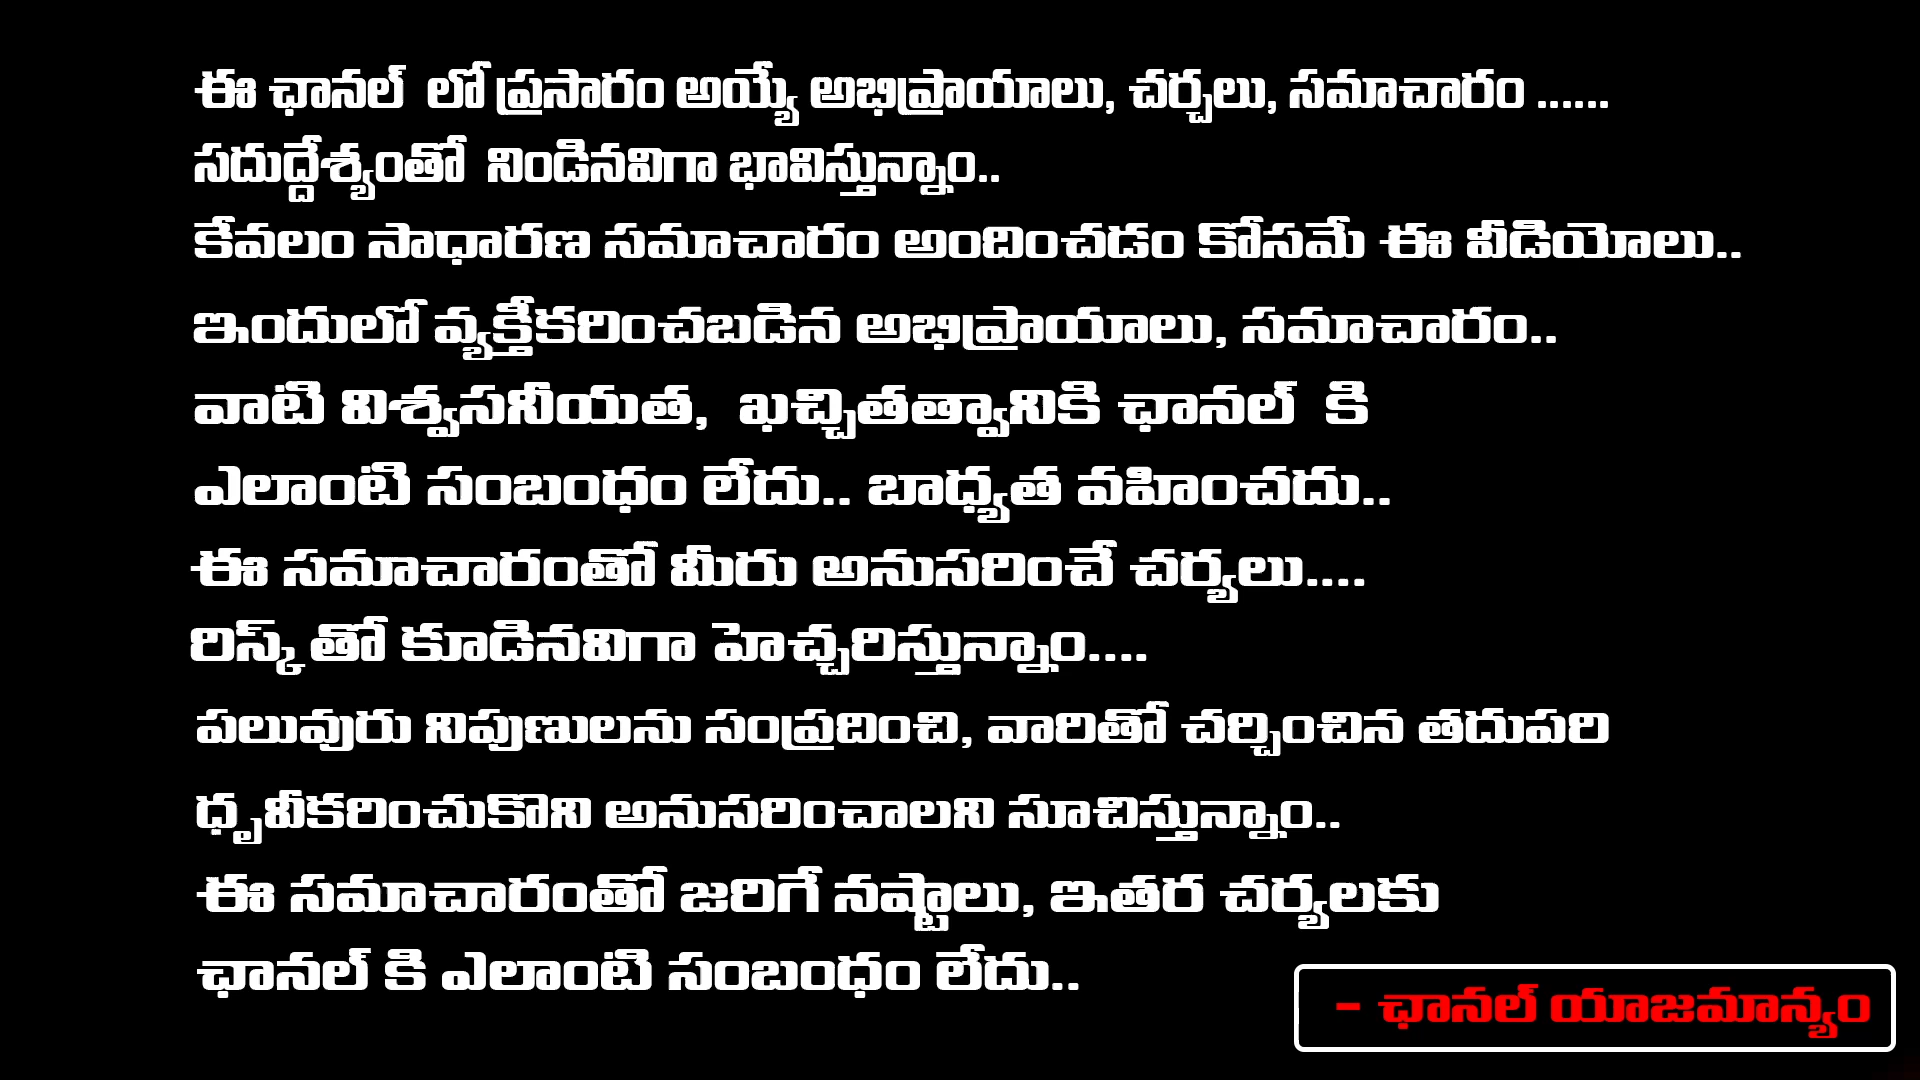 ఈ ఛానల్ లో ప్రసారం అయ్యే అభిప్రాయాలు, చర్చలు, సమాచారం ......
సదుద్దేశ్యంతో నిండినవిగా భావిస్తున్నాం..
కేవలం సాధారణ సమాచారం అందించడం కోసమే ఈ వీడియోలు..
ఇందులో వ్యక్తీకరించబడిన అభిప్రాయాలు, సమాచారం..
వాటి విశ్వసనీయత, ఖచ్చితత్వానికి ఛానల్ కి
ఎలాంటి సంబంధం లేదు.. బాధ్యత వహించదు..
ఈ సమాచారంతో మీరు అనుసరించే చర్యలు....
రిస్క్ తో కూడినవిగా హెచ్చరిస్తున్నాం....
పలువురు నిపుణులను సంప్రదించి, వారితో చర్చించిన తదుపరి
ధృవీకరించుకొని అనుసరించాలని సూచిస్తున్నాం..
ఈ సమాచారంతో జరిగే నష్టాలు, ఇతర చర్యలకు
ఛానల్ కి ఎలాంటి సంబంధం లేదు..
- ఛానల్ యాజమాన్యం